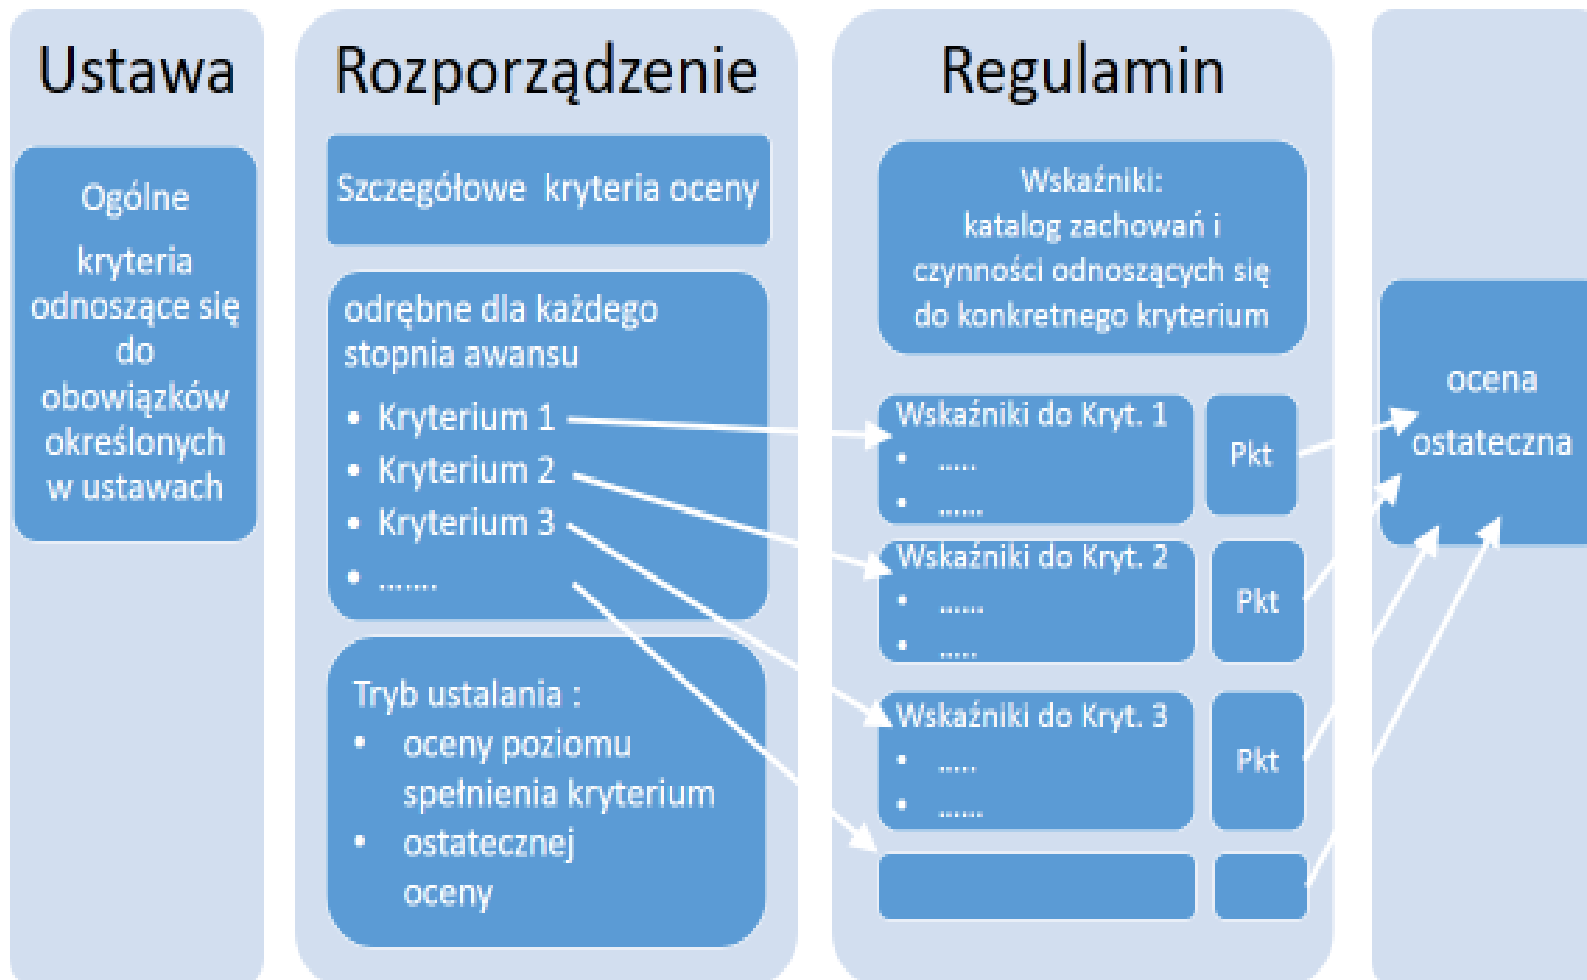 Ustawa
Ogólne
kryteria
odnoszące się
do
obowiązków
określonych
w ustawach
Rozporządzenie
Szczegółowe kryteria oceny
odrębne dla każdego
stopnia awansu
• Kryterium 1
• Kryterium 2
• Kryterium 3
• .......
Tryb ustalania :
• oceny poziomu
spełnienia kryterium
• ostatecznej
oceny
Regulamin
Wskaźniki:
katalog zachowań i
czynności odnoszących się
do konkretnego kryterium
Wskaźniki do Kryt. 1
• .....
• ......
Pkt
Wskaźniki do Kryt. 2
• ......
• .....
Pkt
Wskaźniki do Kryt. 3
• .....
• ......
Pkt
ocena
ostateczna